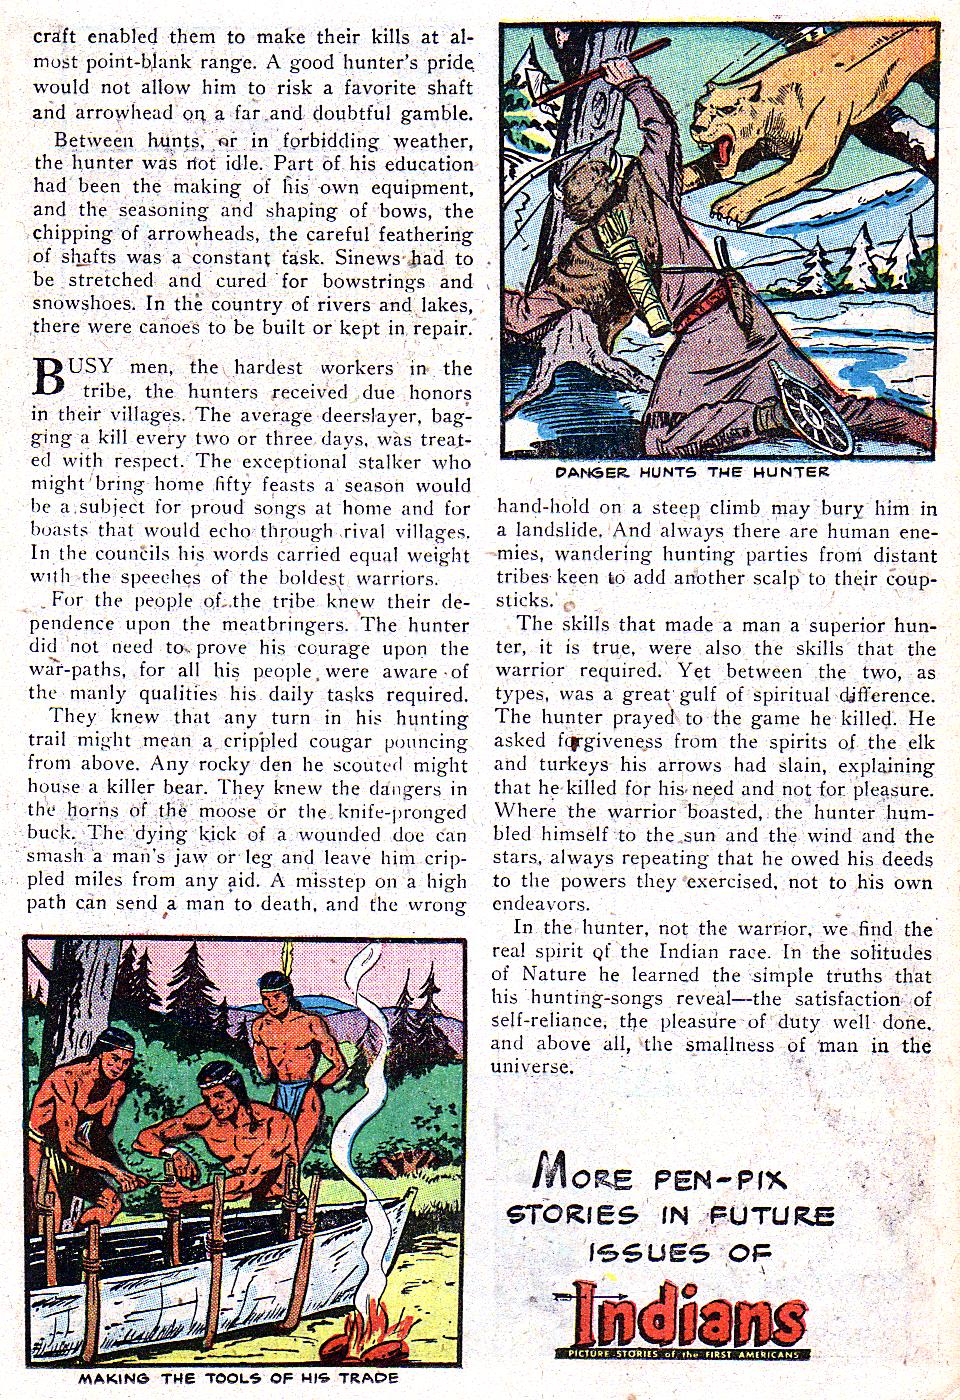 craft enabled them to make their kills at al-
most point-blank range. A good hunter's pride
would not allow him to risk a favorite shaft
and arrowhead on a far and doubtful gamble.
Between hunts, or in forbidding weather,
the hunter was not idle. Part of his education
had been the making of his own equipment,
and the seasoning and shaping of bows, the
chipping of arrowheads, the careful feathering
of shafts was a constant task. Sinews had to
be stretched and cured for bowstrings and
snowshoes. In the country of rivers and lakes,
there were canoes to be built or kept in repair.
BUSY men, the hardest workers in the
tribe, the hunters received due honors
in their villages. The average deerslayer, bag-
ging a kill every two or three days, was treat-
ed with respect. The exceptional stalker who
might bring home fifty feasts a season would
be a subject for proud songs at home and for
boasts that would echo through rival villages.
In the councils his words carried equal weight
with the speeches of the boldest warriors.
For the people of the tribe knew their de-
pendence upon the meatbringers. The hunter
did not need to prove his courage upon the
war-paths, for all his people were aware of
the manly qualities his daily tasks required.
They knew that any turn in his hunting
trail might mean a crippled cougar pouncing
from above. Any rocky den he scouted might
house a killer bear. They knew the dangers in
the horns of the moose or the knife-pronged
buck. The dying kick of a wounded doe can
smash a man's jaw or leg and leave him crip-
pled miles from any aid. A misstep on a high
path can send a man to death, and the wrong
MAKING THE TOOLS OF HIS TRADE
DANGER HUNTS THE HUNTER
hand-hold on a steep climb may bury him in
a landslide. And always there are human ene-
mies, wandering hunting parties from distant
tribes keen to add another scalp to their coup-
sticks.
The skills that made a man a superior hun-
ter, it is true, were also the skills that the
warrior required. Yet between the two, as
types, was a great gulf of spiritual difference.
The hunter prayed to the game he killed. He
asked forgiveness from the spirits of the elk
and turkeys his arrows had slain, explaining
that he killed for his need and not for pleasure.
Where the warrior boasted, the hunter hum-
bled himself to the sun and the wind and the
stars, always repeating that he owed his deeds
to the powers they exercised, not to his own
endeavors.
In the hunter, not the warrior, we find the
real spirit of the Indian race. In the solitudes
of Nature he learned the simple truths that
his hunting-songs reveal—the satisfaction of
self-reliance, the pleasure of duty well done,
and above all, the smallness of man in the
universe.
MORE PEN-PIX
STORIES IN FUTURE
ISSUES OF
Indians
PICTURE STORIES of the FIRST AMERICANS